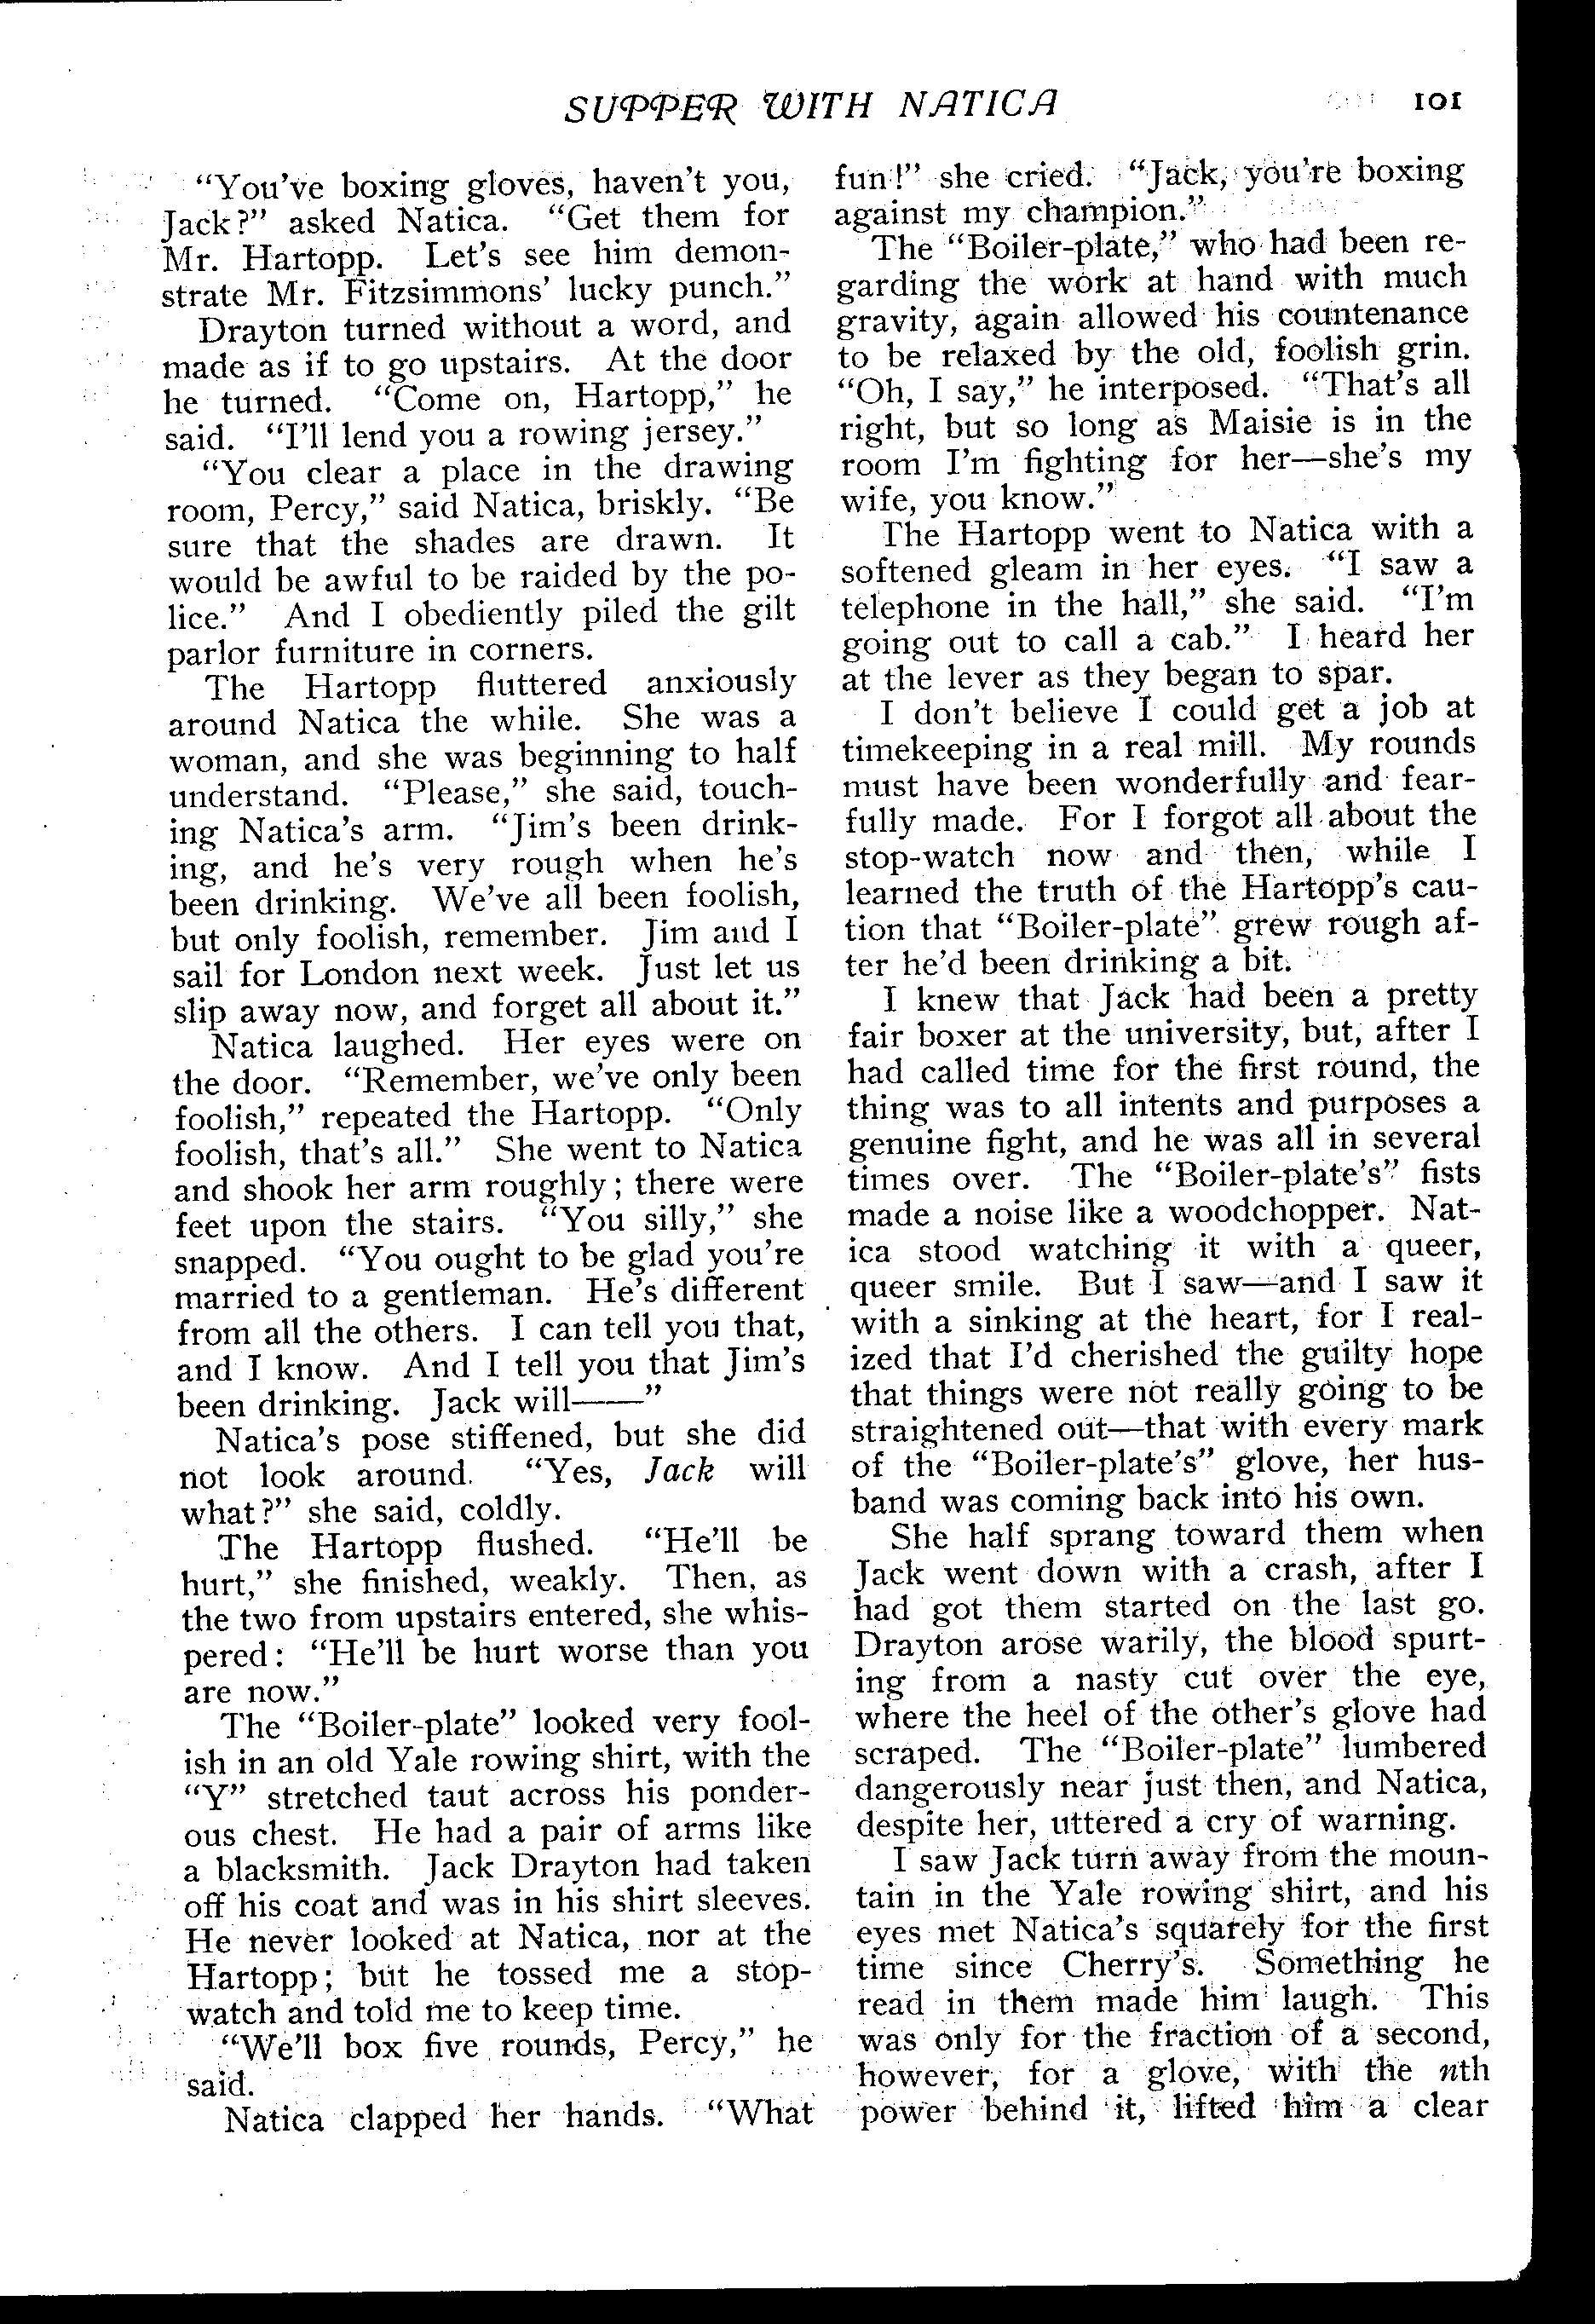 SUPPER WITH NATICA 101
“You've boxing gloves, haven't you,
Jack?” asked Natica. “Get them for
Mr. Hartopp. Let's see him demon-
strate Mr. Fitzsimmons' lucky punch.”
Drayton turned without a word, and
made as if to go upstairs. At the door
he turned. “Come on, Hartopp,” he
said. “I'll lend you a rowing jersey.”
“You clear a place in the drawing
room, Percy,” said Natica, briskly. “Be
sure that the shades are drawn. It
would be awful to be raided by the po-
lice.” And I obediently piled the gilt
parlor furniture in corners.
The Hartopp fluttered anxiously
around Natica the while. She was a
woman, and she was beginning to half
understand. “Please,” she said, touch-
ing Natica's arm. “Jim's been drink-
ing, and he's very rough when he's
been drinking. We've all been foolish,
but only foolish, remember. Jim and I
sail for London next week. Just let us
slip away now, and forget all about it.”
Natica laughed. Her eyes were on
the door. “Remember, we've only been
foolish,” repeated the Hartopp. “Only
foolish, that's all.” She went to Natica
and shook her arm roughly; there were
feet upon the stairs. “You silly,” she
snapped. “You ought to be glad you're
married to a gentleman. He's different
from all the others. I can tell you that,
and I know. And I tell you that Jim's
been drinking. Jack will——”
Natica's pose stiffened, but she did
not look around. “Yes, Jack will
what?” she said, coldly.
The Hartopp flushed. “He'll be
hurt,” she finished, weakly. Then, as
the two from upstairs entered, she whis-
pered: “He'll be hurt worse than you
are now.”
The “Boiler-plate” looked very fool-
ish in an old Yale rowing shirt, with the
“Y” stretched taut across his ponder-
ous chest. He had a pair of arms like
a blacksmith. Jack Drayton had taken
off his coat and was in his shirt sleeves.
He never looked at Natica, nor at the
Hartopp; but he tossed me a stop-
watch and told me to keep time.
“We'll box five rounds, Percy,” he
said.
Natica clapped her hands. “What
fun!” she cried. “Jack, you're boxing
against my champion.”
The “Boiler-plate,” who had been re-
garding the work at hand with much
gravity, again allowed his countenance
to be relaxed by the old, foolish grin.
“Oh, I say,” he interposed. “That's all
right, but so long as Maisie is in the
room I'm fighting for her—she's my
wife, you know.”
The Hartopp went to Natica with a
softened gleam in her eyes. “I saw a
telephone in the hall,” she said. “I'm
going out to call a cab.” I heard her
at the lever as they began to spar.
I don't believe I could get a job at
timekeeping in a real mill. My rounds
must have been wonderfully and fear-
fully made. For I forgot all about the
stop-watch now and then, while I
learned the truth of the Hartopp's cau-
tion that “Boiler-plate” grew rough af-
ter he'd been drinking a bit.
I knew that Jack had been a pretty
fair boxer at the university, but, after I
had called time for the first round, the
thing was to all intents and purposes a
genuine fight, and he was all in several
times over. The “Boiler-plate's” fists
made a noise like a woodchopper. Nat-
ica stood watching it with a queer,
queer smile. But I saw—and I saw it
with a sinking at the heart, for I real-
ized that I'd cherished the guilty hope
that things were not really going to be
straightened out—that with every mark
of the “Boiler-plate's” glove, her hus-
band was coming back into his own.
She half sprang toward them when
Jack went down with a crash, after I
had got them started on the last go.
Drayton arose warily, the blood spurt-
ing from a nasty cut over the eye,
where the heel of the other's glove had
scraped. The “Boiler-plate” lumbered
dangerously near just then, and Natica,
despite her, uttered a cry of warning.
I saw Jack turn away from the moun-
tain in the Yale rowing shirt, and his
eyes met Natica's squarely for the first
time since Cherry's. Something he
read in them made him laugh. This
was only for the fraction of a second,
however, for a glove, with the nth
power behind it, lifted him a clear